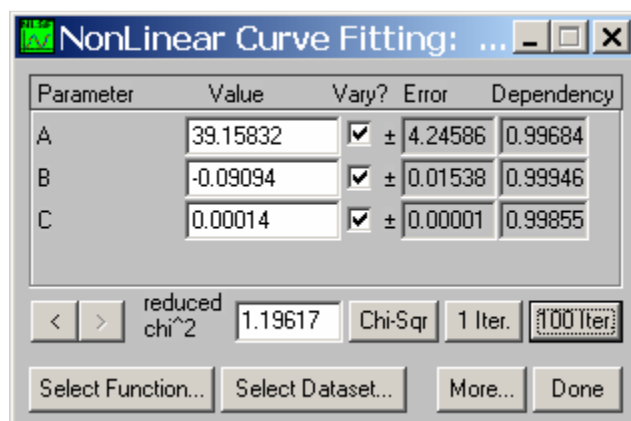 NonLinear Curve Fitting: ...
Parameter Value Vary? Error Dependency
A 39.15832 ± 4.24586 0.99684
B -0.09094 ± 0.01538 0.99946
C 0.00014 ± 0.00001 0.99855
< > reduced chi^2 1.19617 Chi-Sqr 1 Iter. 100 Iter.
Select Function... Select Dataset... More... Done